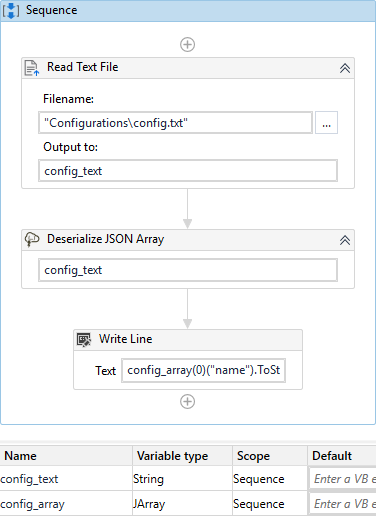 Sequence
Read Text File
Filename:
"Configurations\config.txt"
...
Output to:
config_text
Deserialize JSON Array
config_text
Write Line
Text config_array(0)("name").ToSt
Name Variable type Scope Default
config_text String Sequence Enter a VB e
config_array JArray Sequence Enter a VB e